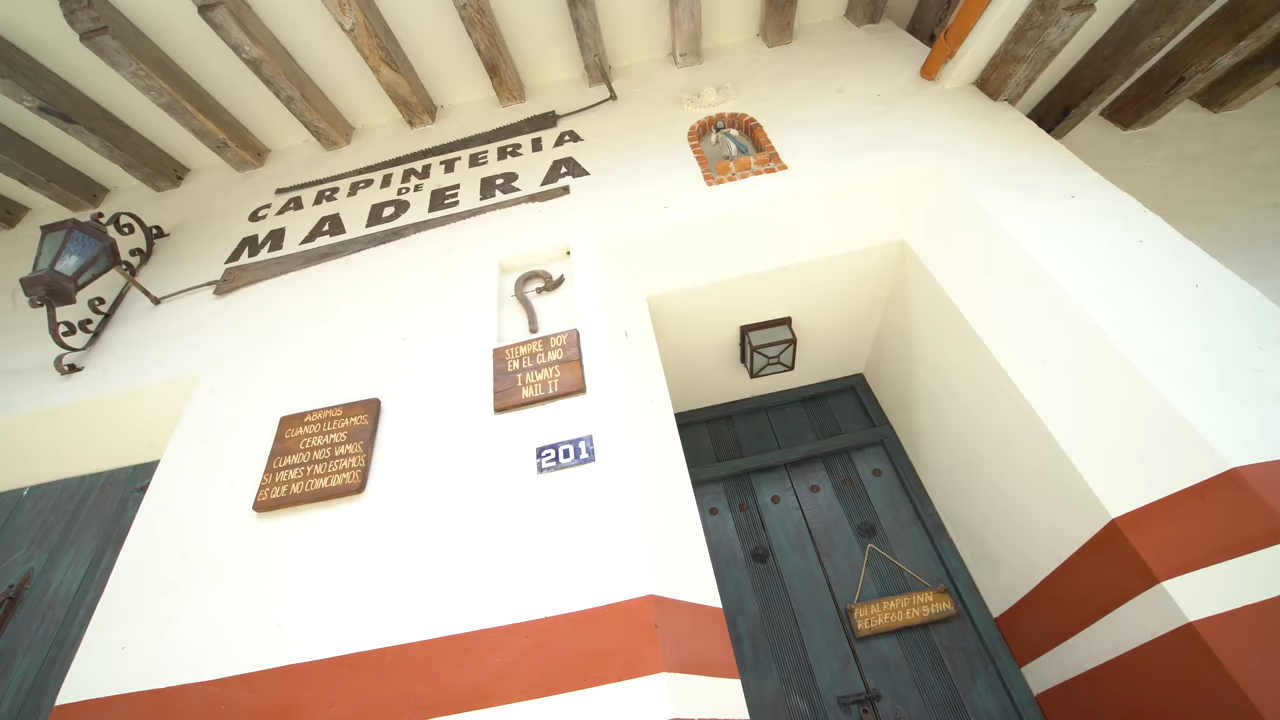 CARPINTERIA
DE
MADERA
SIEMPRE DOY
EN EL CLAVO
I ALWAYS
NAIL IT
ABRIMOS
CUANDO LLEGAMOS,
CERRAMOS
CUANDO NOS VAMOS,
SI VIENES Y NO ESTAMOS,
ES QUE NO COINCIDIMOS.
201
FUI AL RAPID INN
REGRESO EN 5 MIN.